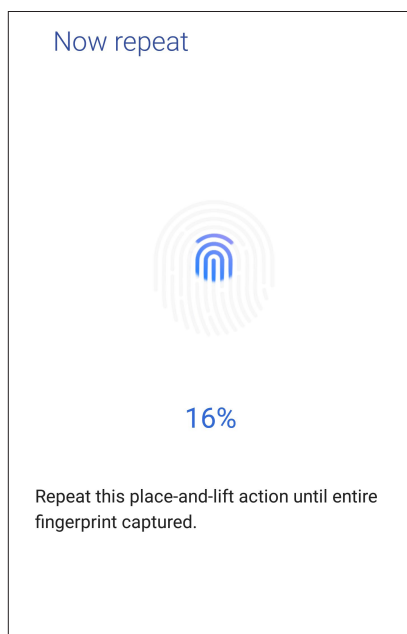 Now repeat
16%
Repeat this place-and-lift action until entire
fingerprint captured.